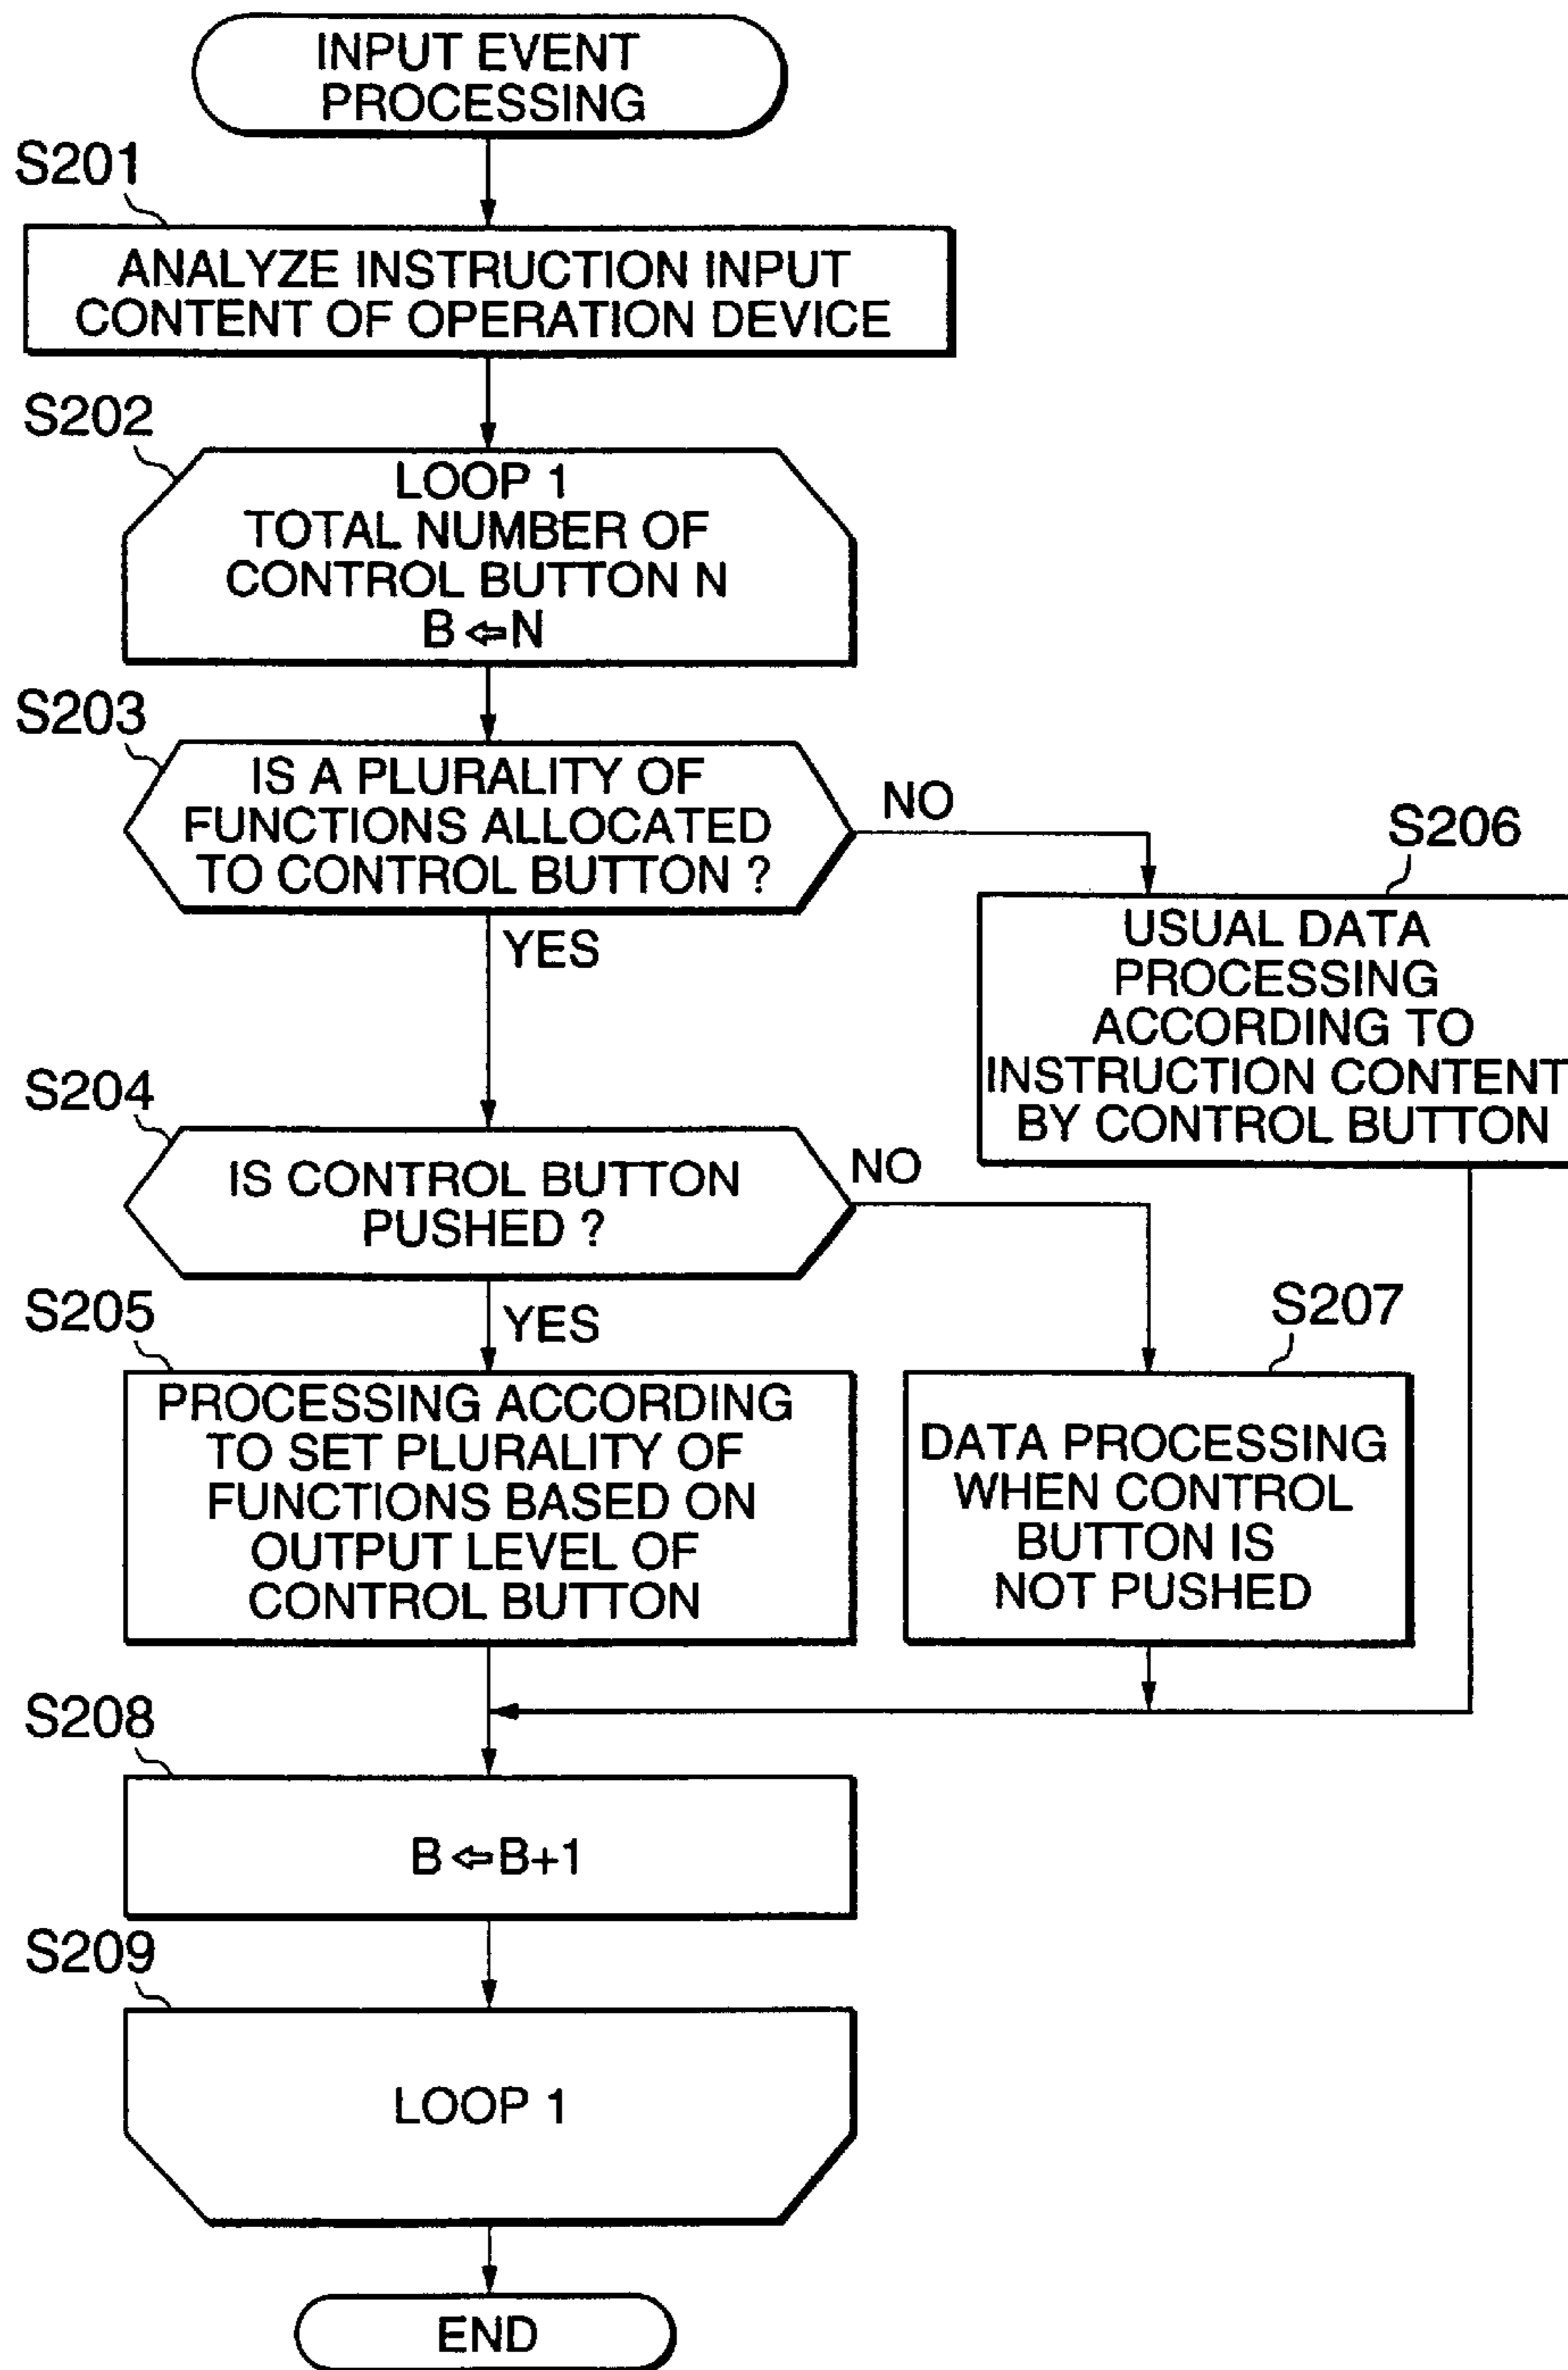 INPUT EVENT
PROCESSING
S201
ANALYZE INSTRUCTION INPUT
CONTENT OF OPERATION DEVICE
S202
LOOP 1
TOTAL NUMBER OF
CONTROL BUTTON N
B⇦N
S203
IS A PLURALITY OF
FUNCTIONS ALLOCATED
TO CONTROL BUTTON ?
NO
YES
S206
USUAL DATA
PROCESSING
ACCORDING TO
INSTRUCTION CONTENT
BY CONTROL BUTTON
S204
IS CONTROL BUTTON
PUSHED ?
NO
YES
S205
PROCESSING ACCORDING
TO SET PLURALITY OF
FUNCTIONS BASED ON
OUTPUT LEVEL OF
CONTROL BUTTON
S207
DATA PROCESSING
WHEN CONTROL
BUTTON IS
NOT PUSHED
S208
B⇦B+1
S209
LOOP 1
END